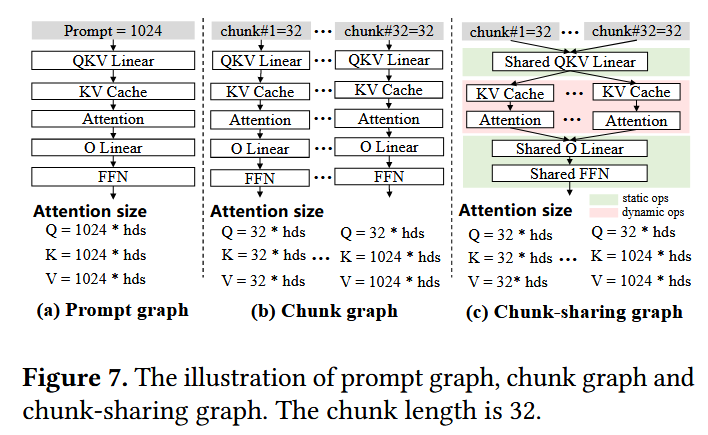 Prompt = 1024
QKV Linear
KV Cache
Attention
O Linear
FFN
Attention size
Q = 1024 * hds
K = 1024 * hds
V = 1024 * hds
(a) Prompt graph
chunk#1=32 ••• chunk#32=32
QKV Linear ••• QKV Linear
KV Cache ••• KV Cache
Attention ••• Attention
O Linear ••• O Linear
FFN ••• FFN
Attention size
Q = 32 * hds Q = 32 * hds
K = 32 * hds ••• K = 1024 * hds
V = 32 * hds V = 1024 * hds
(b) Chunk graph
chunk#1=32 ••• chunk#32=32
Shared QKV Linear
KV Cache ••• KV Cache
Attention ••• Attention
Shared O Linear
Shared FFN
static ops
dynamic ops
Attention size
Q = 32 * hds Q = 32 * hds
K = 32 * hds ••• K = 1024 * hds
V = 32* hds V = 1024 * hds
(c) Chunk-sharing graph
Figure 7. The illustration of prompt graph, chunk graph and
chunk-sharing graph. The chunk length is 32.